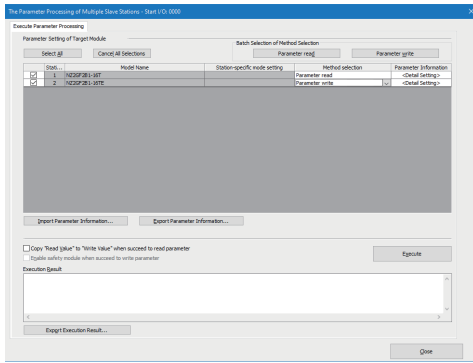 The Parameter Processing of Multiple Slave Stations - Start I/O: 0000
Execute Parameter Processing
Parameter Setting of Target Module
Batch Selection of Method Selection
Select All Cancel All Selections Parameter read Parameter write
Stati... Model Name Station-specific mode setting Method selection Parameter Information
1 NZ2GF2B1-16T Parameter read <Detail Setting>
2 NZ2GF2B1-16TE Parameter write <Detail Setting>
Import Parameter Information... Export Parameter Information...
Copy "Read Value" to "Write Value" when succeed to read parameter
Enable safety module when succeed to write parameter
Execute
Execution Result
Export Execution Result...
Close